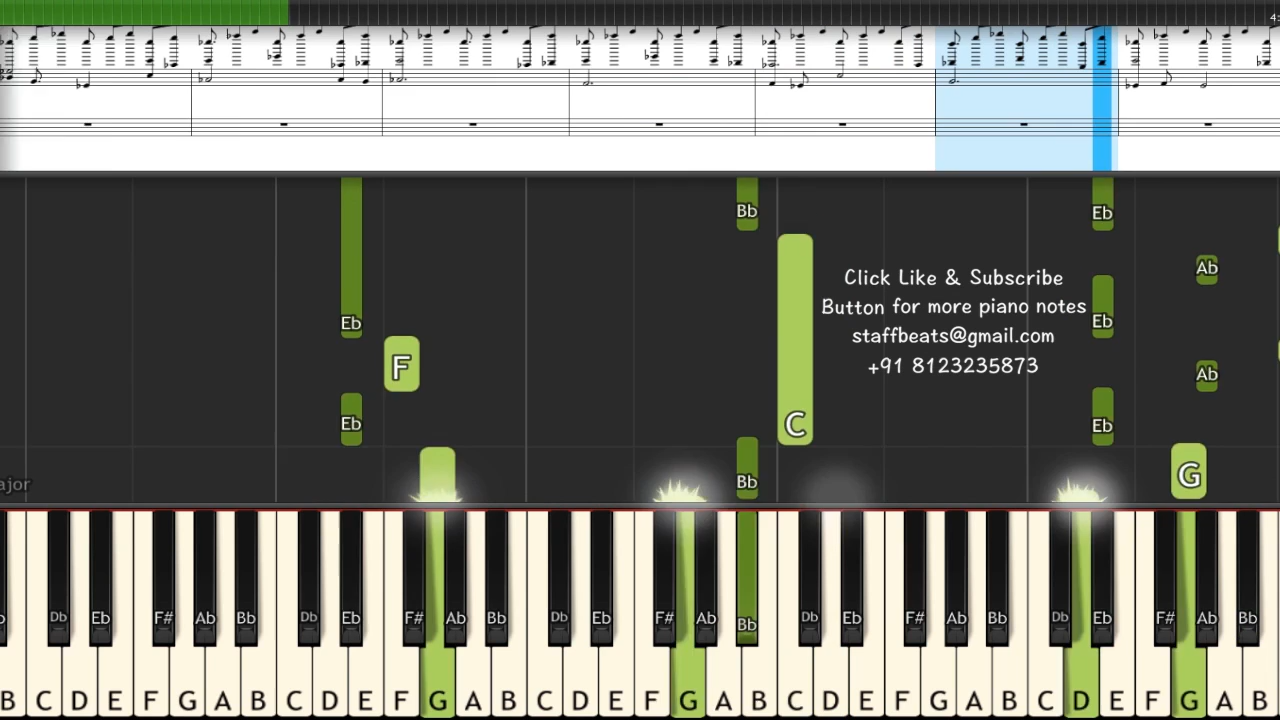 4:
Bb
Eb
Ab
Click Like & Subscribe
Button for more piano notes
staffbeats@gmail.com
+91 8123235873
Eb
Eb
F
Ab
Eb
C
Eb
Bb
G
ajor
Db Eb F# Ab Bb Db Eb F# Ab Bb Db Eb F# Ab Bb Db Eb F# Ab Bb Db Eb F# Ab Bb
B C D E F G A B C D E F G A B C D E F G A B C D E F G A B C D E F G A B